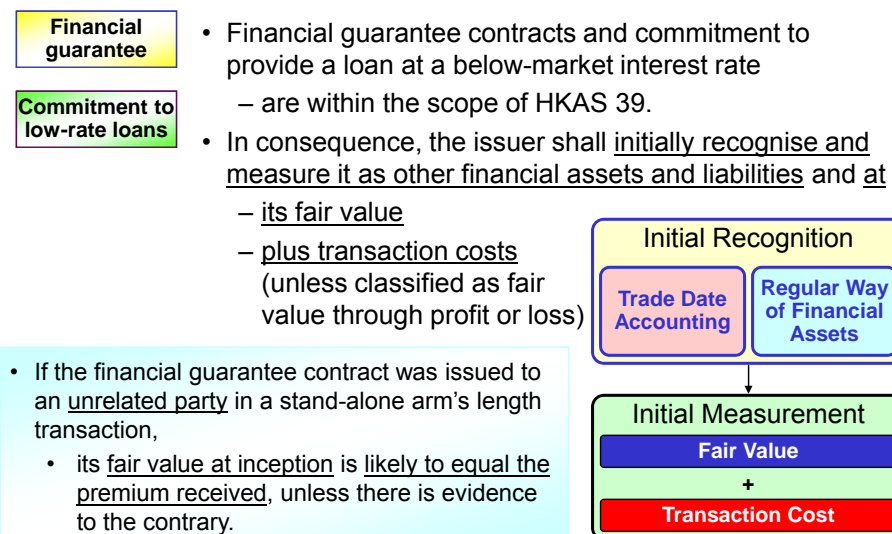 Financial
guarantee
Commitment to
low-rate loans
• Financial guarantee contracts and commitment to
provide a loan at a below-market interest rate
– are within the scope of HKAS 39.
• In consequence, the issuer shall initially recognise and
measure it as other financial assets and liabilities and at
– its fair value
– plus transaction costs
(unless classified as fair
value through profit or loss)
Initial Recognition
Trade Date
Accounting
Regular Way
of Financial
Assets
• If the financial guarantee contract was issued to
an unrelated party in a stand-alone arm's length
transaction,
• its fair value at inception is likely to equal the
premium received, unless there is evidence
to the contrary.
Initial Measurement
Fair Value
+
Transaction Cost